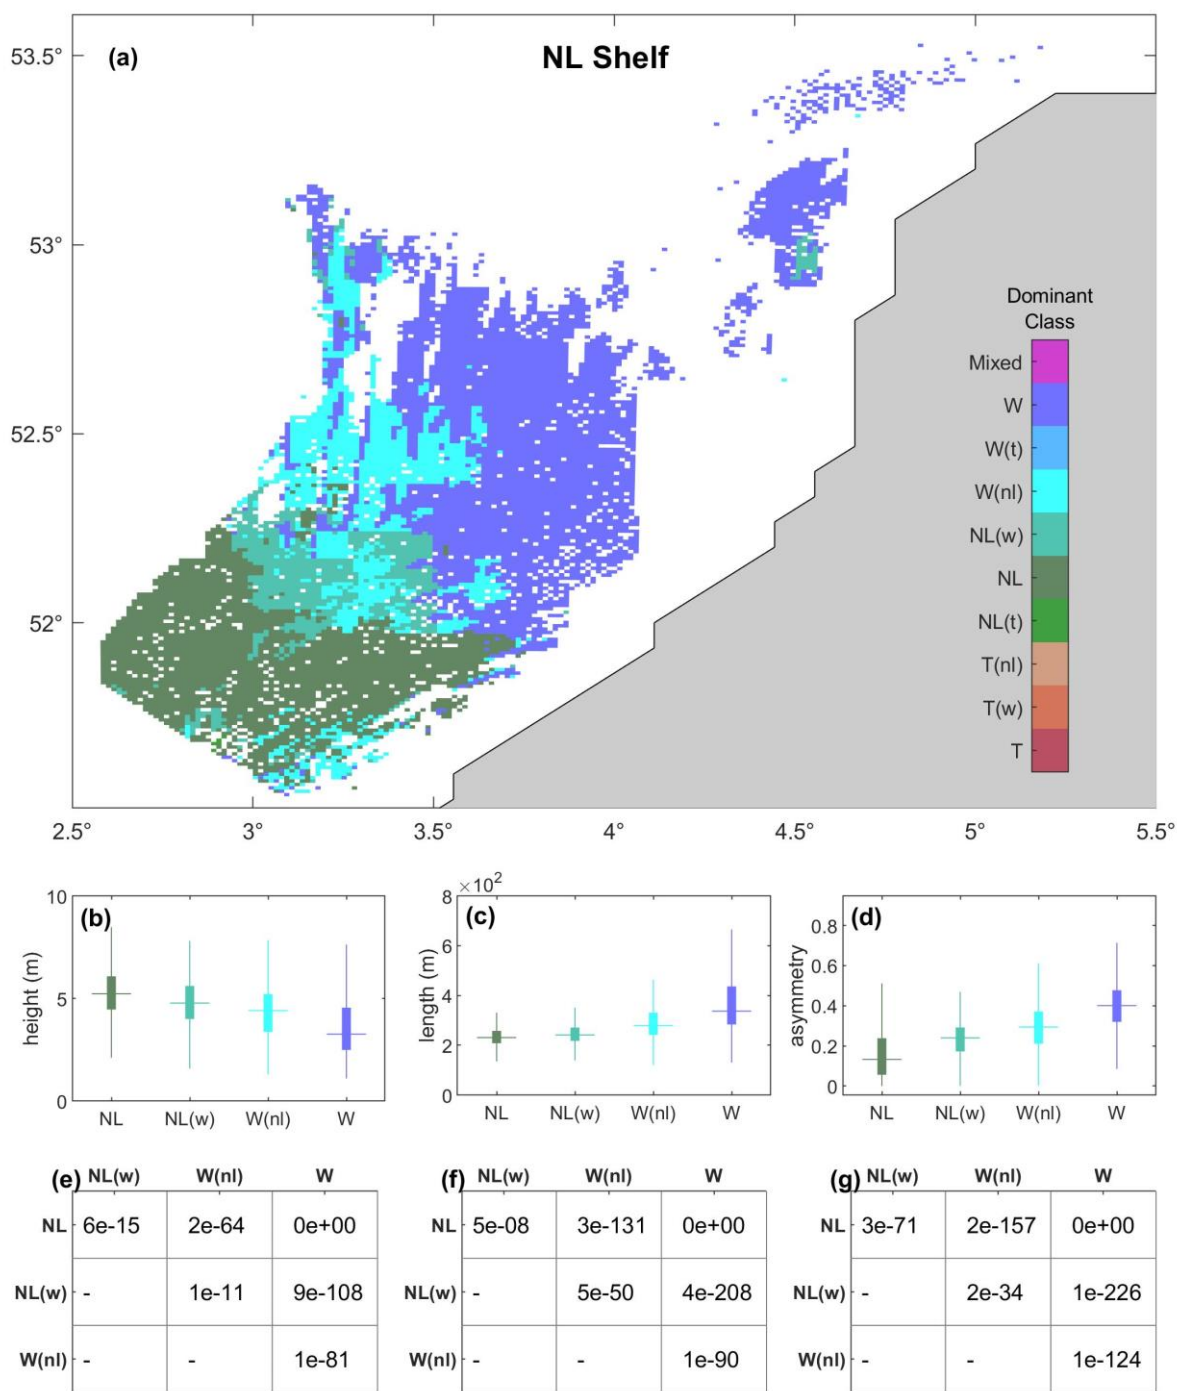 (a) NL Shelf
53.5°
53°
52.5°
52°
Dominant
Class
Mixed
W
W(t)
W(nl)
NL(w)
NL
NL(t)
T(nl)
T(w)
T
2.5° 3° 3.5° 4° 4.5° 5° 5.5°
(b)
height (m)
10
5
0
NL NL(w) W(nl) W
(c)
×10²
length (m)
8
6
4
2
0
NL NL(w) W(nl) W
(d)
asymmetry
0.8
0.6
0.4
0.2
0
NL NL(w) W(nl) W
(e) NL(w) W(nl) W
NL 6e-15 2e-64 0e+00
NL(w) - 1e-11 9e-108
W(nl) - - 1e-81
(f) NL(w) W(nl) W
NL 5e-08 3e-131 0e+00
NL(w) - 5e-50 4e-208
W(nl) - - 1e-90
(g) NL(w) W(nl) W
NL 3e-71 2e-157 0e+00
NL(w) - 2e-34 1e-226
W(nl) - - 1e-124